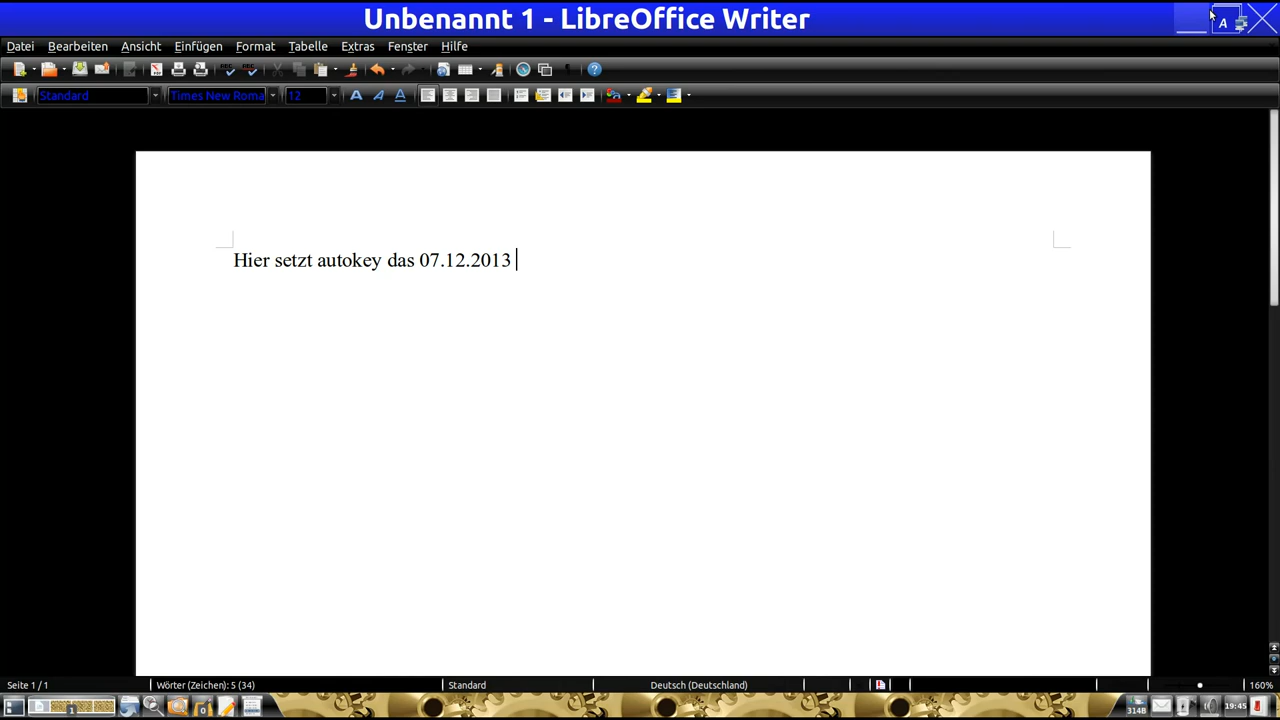 Unbenannt 1 - LibreOffice Writer
Datei Bearbeiten Ansicht Einfügen Format Tabelle Extras Fenster Hilfe
Standard Times New Roma 12
Hier setzt autokey das 07.12.2013
Seite 1 / 1 Wörter (Zeichen): 5 (34) Standard Deutsch (Deutschland) 160%
1 314B 19:45